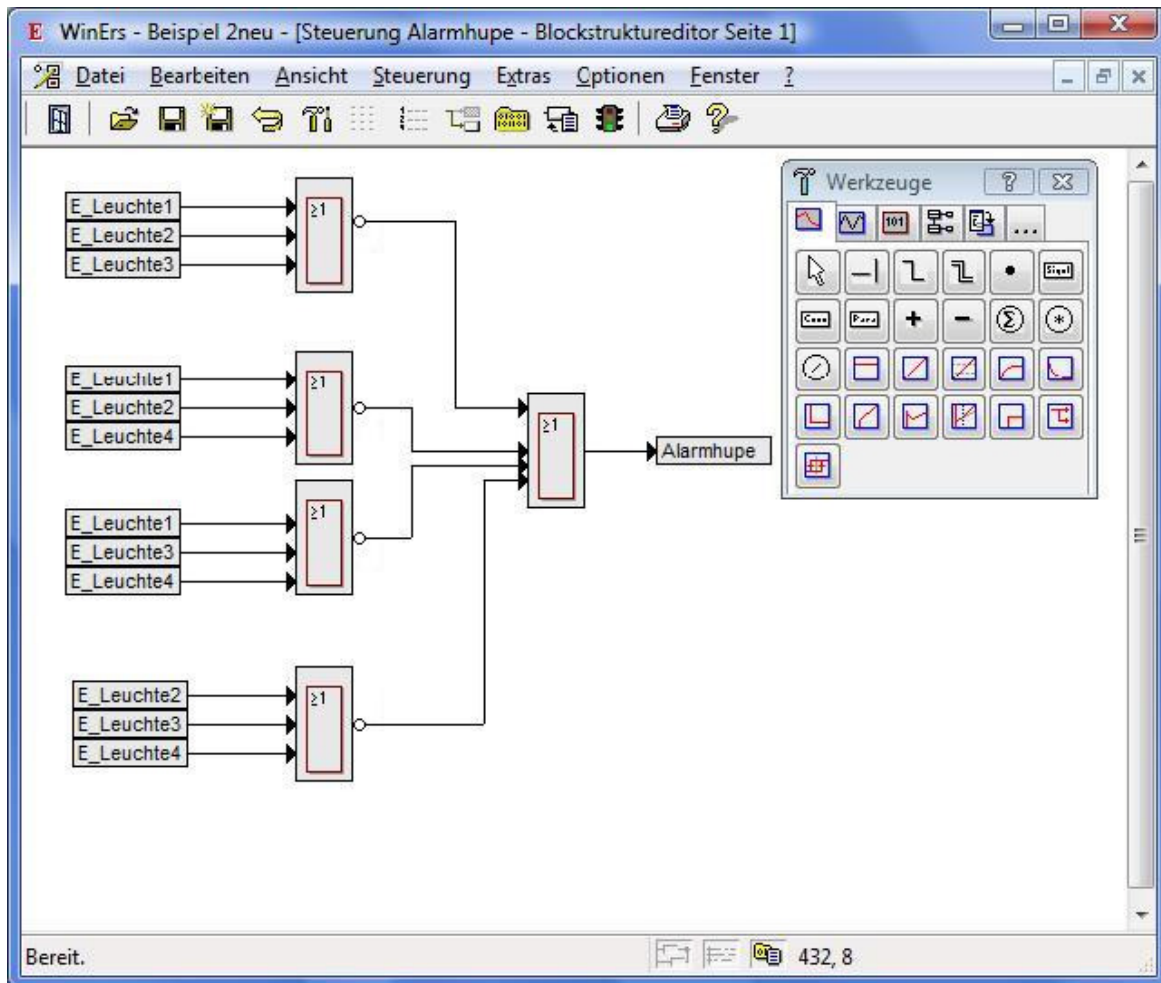 E WinErs - Beispiel 2neu - [Steuerung Alarmhupe - Blockstruktureditor Seite 1]
Datei Bearbeiten Ansicht Steuerung Extras Optionen Fenster ?
E_Leuchte1
E_Leuchte2
E_Leuchte3
≥1
E_Leuchte1
E_Leuchte2
E_Leuchte4
≥1
E_Leuchte1
E_Leuchte3
E_Leuchte4
≥1
E_Leuchte2
E_Leuchte3
E_Leuchte4
≥1
≥1
Alarmhupe
Werkzeuge
101
...
Bereit.
432, 8